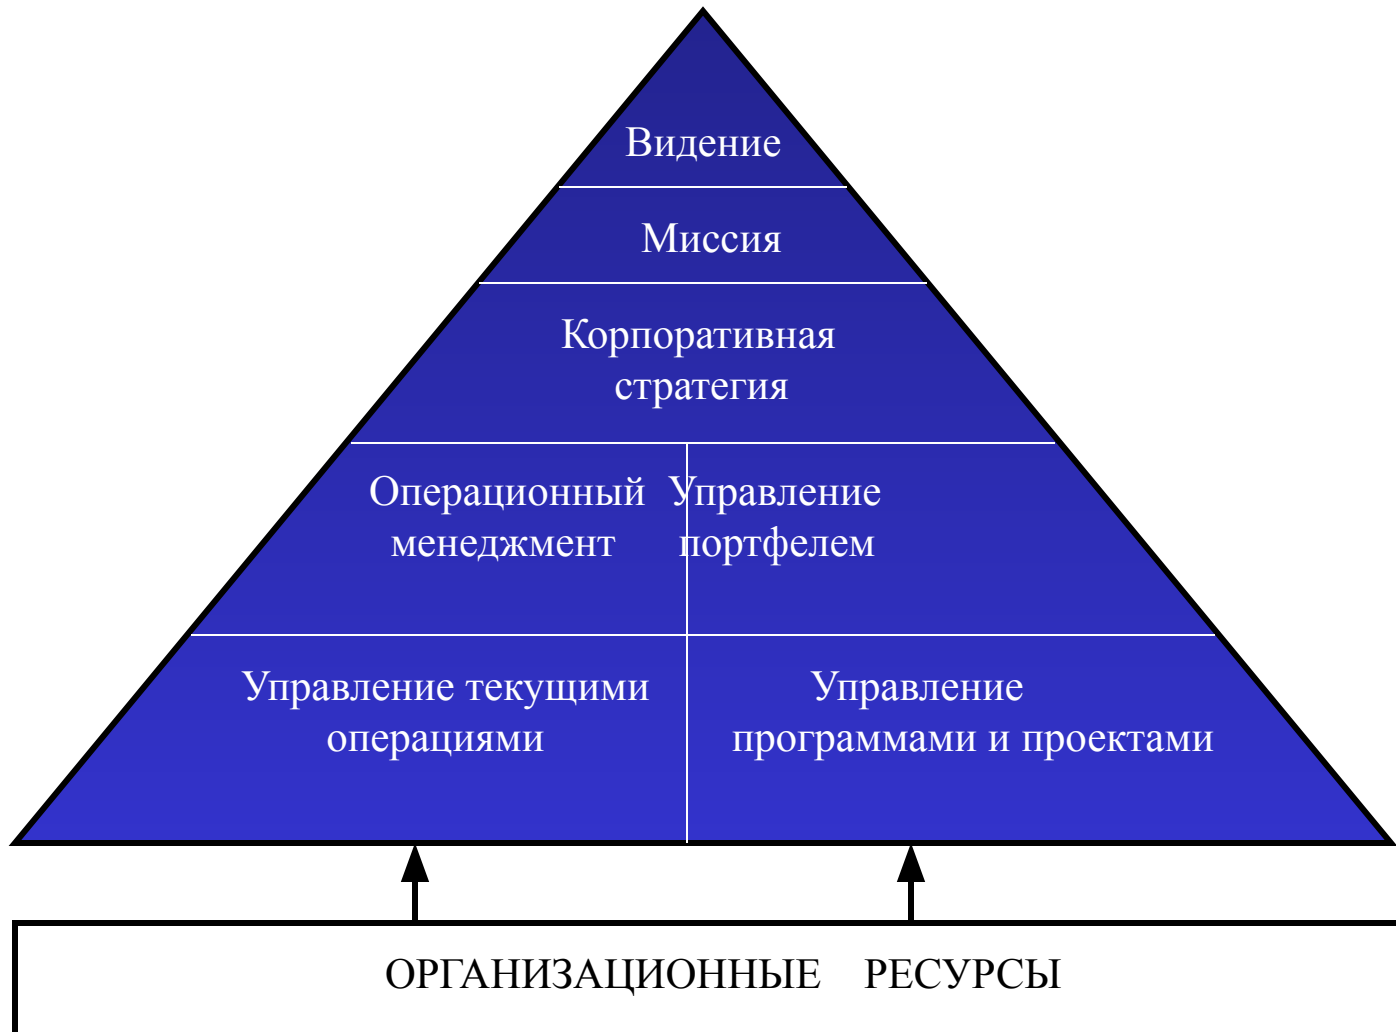 Видение
Миссия
Корпоративная
стратегия
Операционный
менеджмент
Управление
портфелем
Управление текущими
операциями
Управление
программами и проектами
ОРГАНИЗАЦИОННЫЕ РЕСУРСЫ